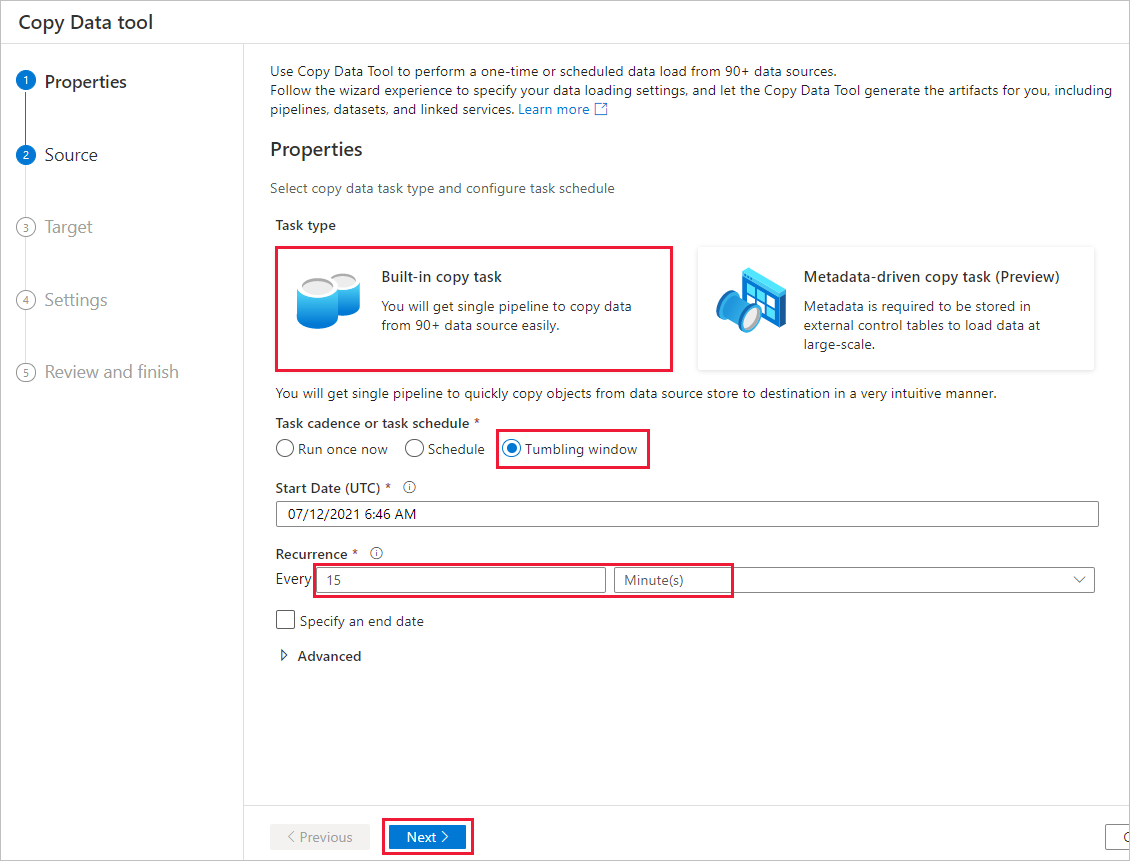 Copy Data tool
1 Properties
2 Source
3 Target
4 Settings
5 Review and finish
Use Copy Data Tool to perform a one-time or scheduled data load from 90+ data sources.
Follow the wizard experience to specify your data loading settings, and let the Copy Data Tool generate the artifacts for you, including
pipelines, datasets, and linked services. Learn more
Properties
Select copy data task type and configure task schedule
Task type
Built-in copy task
You will get single pipeline to copy data
from 90+ data source easily.
Metadata-driven copy task (Preview)
Metadata is required to be stored in
external control tables to load data at
large-scale.
You will get single pipeline to quickly copy objects from data source store to destination in a very intuitive manner.
Task cadence or task schedule *
Run once now Schedule Tumbling window
Start Date (UTC) *
07/12/2021 6:46 AM
Recurrence *
Every 15 Minute(s)
Specify an end date
Advanced
< Previous Next >